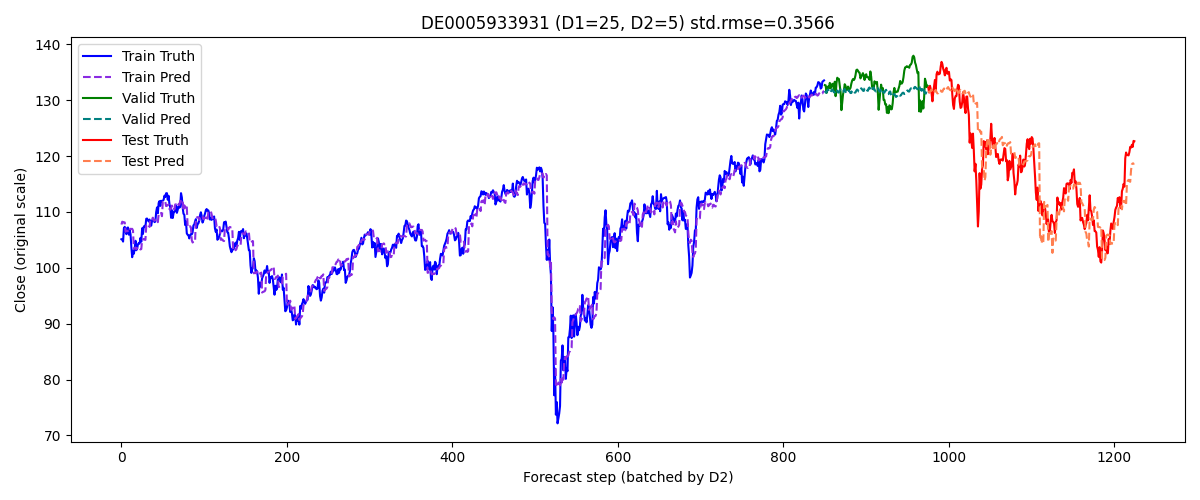 DE0005933931 (D1=25, D2=5) std.rmse=0.3566
Train Truth
Train Pred
Valid Truth
Valid Pred
Test Truth
Test Pred
Close (original scale)
140
130
120
110
100
90
80
70
0 200 400 600 800 1000 1200
Forecast step (batched by D2)